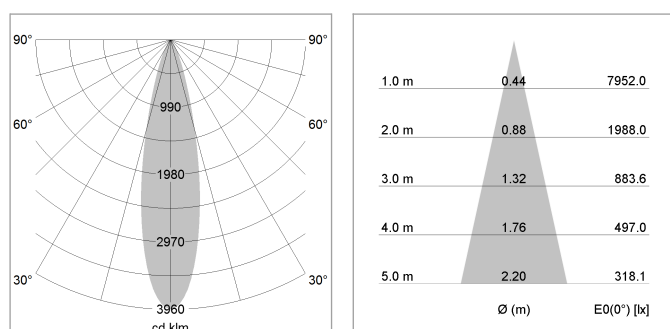 90° 90°
990
60° 60°
1980
2970
30° 30°
3960
cd klm
1.0 m 0.44 7952.0
2.0 m 0.88 1988.0
3.0 m 1.32 883.6
4.0 m 1.76 497.0
5.0 m 2.20 318.1
Ø (m) E0(0°) [lx]